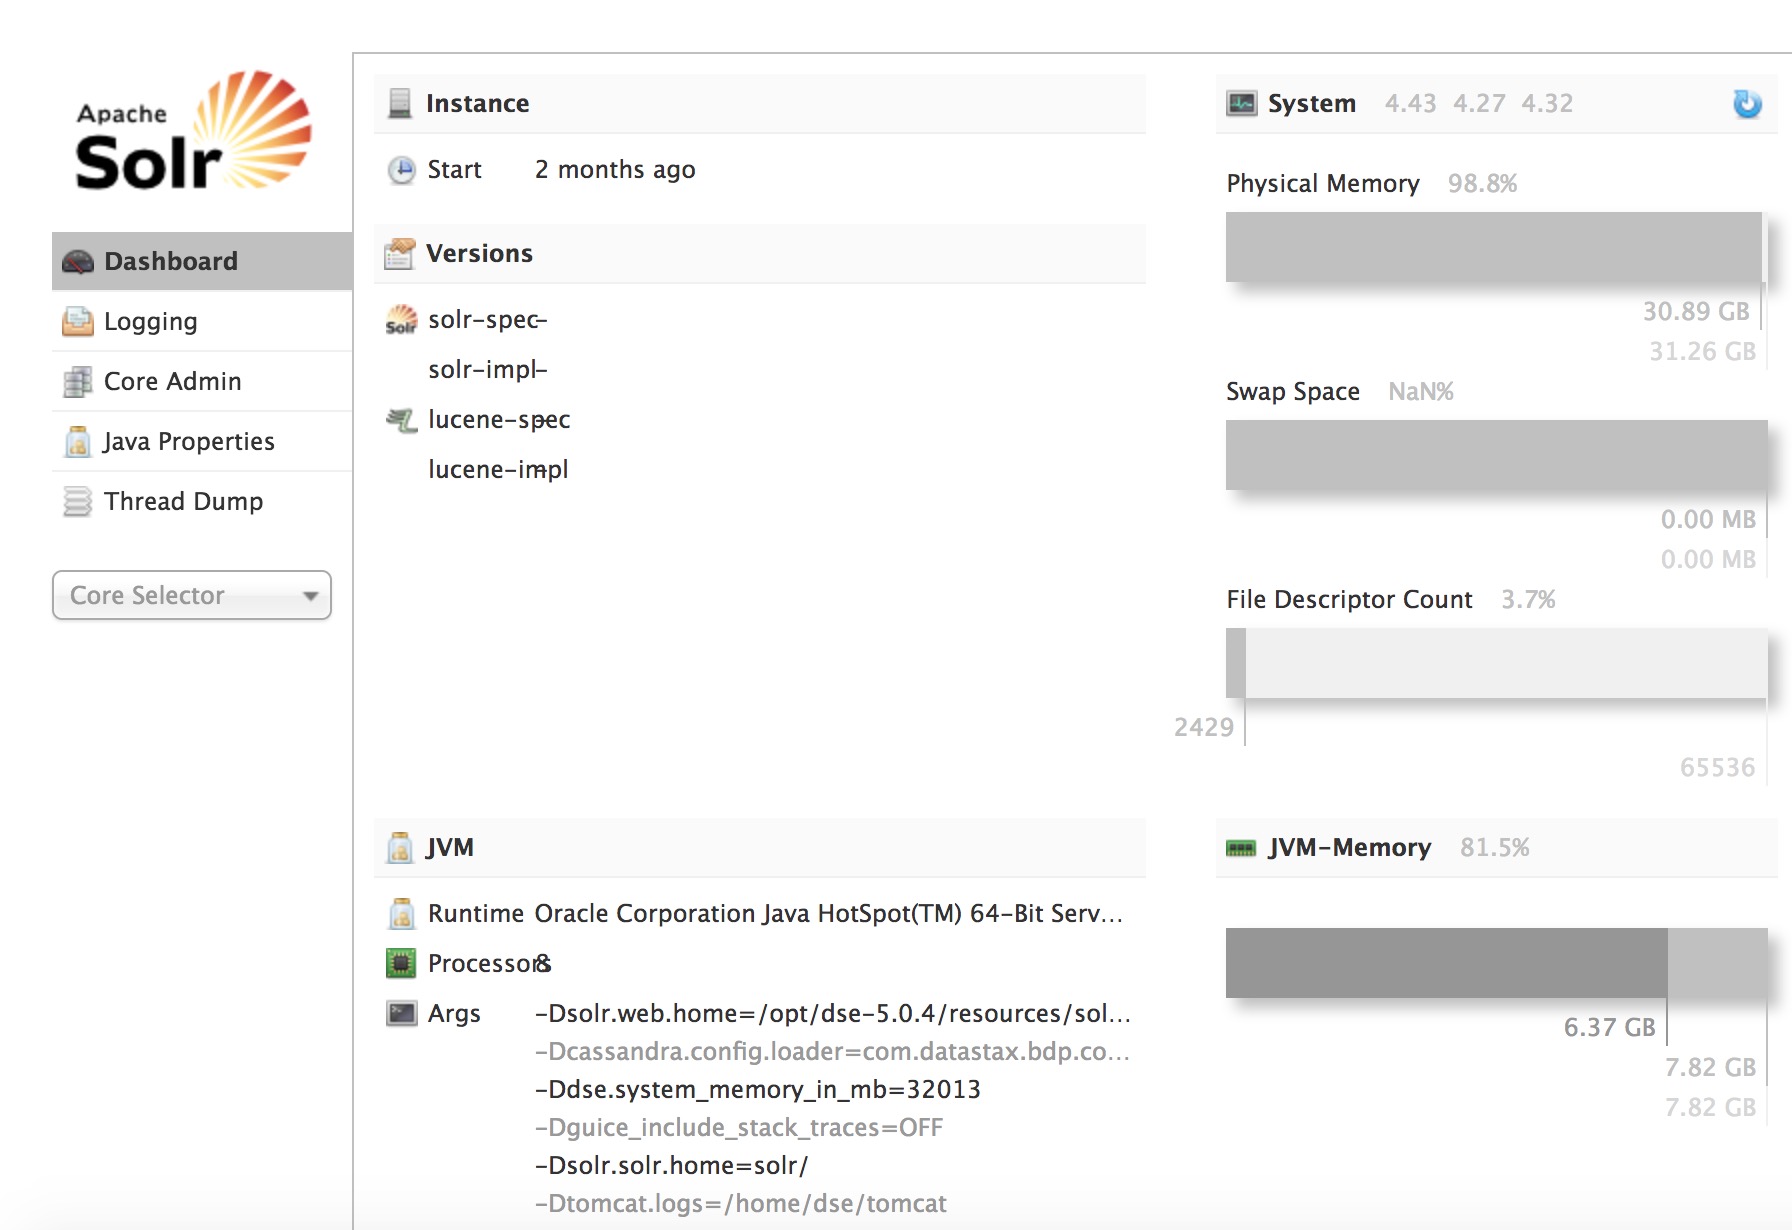 Apache
Solr
Dashboard
Logging
Core Admin
Java Properties
Thread Dump
Core Selector
Instance
Start 2 months ago
Versions
Solr solr-spec-
solr-impl-
lucene-spec -
lucene-impl -
JVM
Runtime Oracle Corporation Java HotSpot(TM) 64-Bit Serv...
Processors 8
Args -Dsolr.web.home=/opt/dse-5.0.4/resources/sol...
-Dcassandra.config.loader=com.datastax.bdp.co...
-Ddse.system_memory_in_mb=32013
-Dguice_include_stack_traces=OFF
-Dsolr.solr.home=solr/
-Dtomcat.logs=/home/dse/tomcat
System 4.43 4.27 4.32
Physical Memory 98.8%
30.89 GB
31.26 GB
Swap Space NaN%
0.00 MB
0.00 MB
File Descriptor Count 3.7%
2429
65536
JVM-Memory 81.5%
6.37 GB
7.82 GB
7.82 GB